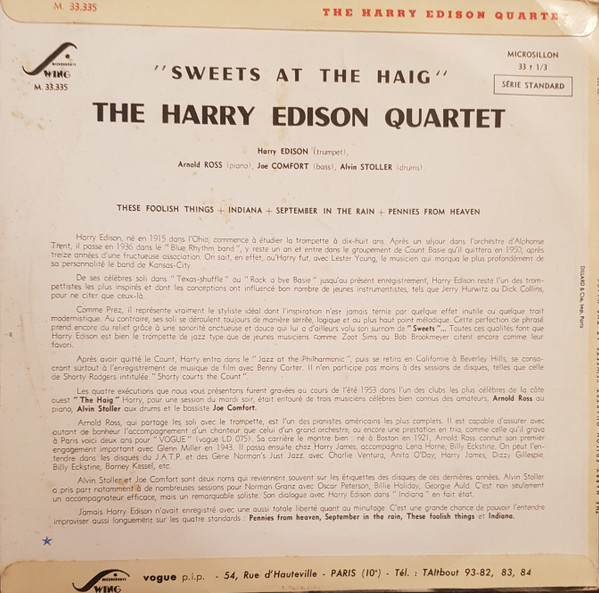 M. 33.335
THE HARRY EDISON QUARTET
MICROSILLON
33 t 1/3
SÉRIE STANDARD
MICROGROOVE
WING
M. 33.335
"SWEETS AT THE HAIG"
THE HARRY EDISON QUARTET
Harry EDISON (trumpet),
Arnold ROSS (piano), Joe COMFORT (bass), Alvin STOLLER (drums).
THESE FOOLISH THINGS + INDIANA + SEPTEMBER IN THE RAIN + PENNIES FROM HEAVEN
Harry Edison, né en 1915 dans l'Ohio, commence à étudier la trompette à dix-huit ans. Après un séjour dans l'orchestre d'Alphonse
Trent, il passe en 1936 dans le "Blue Rhythm band", y reste un an et entre dans le groupement de Count Basie qu'il quittera en 1950, après
treize années d'une fructueuse association. On sait, en effet, qu'Harry fut, avec Lester Young, le musicien qui marqua le plus profondément de
sa personnalité le band de Kansas-City.
De ses célèbres soli dans "Texas-shuffle" au "Rock a bye Basie" jusqu'au présent enregistrement, Harry Edison reste l'un des trom-
pettistes les plus inspirés et dont les conceptions ont influencé bon nombre de jeunes instrumentistes, tels que Jerry Hurwitz ou Dick Collins,
pour ne citer que ceux-là.
Comme Prez, il représente vraiment le styliste idéal dont l'inspiration n'est jamais ternie par quelque effet inutile ou quelque trait
modernistique. Au contraire, ses soli se déroulent toujours de manière serrée, logique et au plus haut point mélodique. Cette perfection de phrase
prend encore du relief grâce à une sonorité onctueuse et douce qui lui a d'ailleurs valu son surnom de "Sweets"... Toutes ces qualités font que
Harry Edison est bien le trompette de jazz type que de jeunes musiciens comme Zoot Sims ou Bob Brookmeyer citent encore comme leur
favori.
Après avoir quitté le Count, Harry entra dans le "Jazz at the Philharmonic", puis se retira en Californie à Beverley Hills, se consa-
crant surtout à l'enregistrement de musique de film avec Benny Carter. Il n'en participe pas moins à des sessions de disques, telles que celle
de Shorty Rodgers intitulée "Shorty courts the Count".
Les quatre exécutions que nous vous présentons furent gravées au cours de l'été 1953 dans l'un des clubs les plus célèbres de la côte
ouest "The Haig" Harry, pour une session du mardi soir, était entouré de trois musiciens célèbres bien connus des amateurs, Arnold Ross au
piano, Alvin Stoller aux drums et le bassiste Joe Comfort.
Arnold Ross, qui partage les soli avec le trompette, est l'un des pianistes américains les plus complets. Il est capable d'assurer avec
autant de bonheur l'accompagnement d'un chanteur que celui d'un grand orchestre, ou encore une prestation en trio, comme celle qu'il grava
à Paris voici deux ans pour "VOGUE" (vogue LD 075). Sa carrière le montre bien : né à Boston en 1921, Arnold Ross connut son premier
engagement important avec Glenn Miller en 1943. Il passa ensuite chez Harry James, accompagna Lena Horne, Billy Eckstine. On peut l'en-
tendre dans les disques du J.A.T.P. et des Gene Norman's Just Jazz, avec Charlie Ventura, Anita O'Day, Harry James, Dizzy Gillespie,
Billy Eckstine, Barney Kessel, etc.
Alvin Stoller et Joe Comfort sont deux noms qui reviennent souvent sur les étiquettes des disques de ces dernières années. Alvin Stoller
a pris part notamment à de nombreuses sessions pour Norman Granz avec Oscar Peterson, Billie Holiday, Georgie Auld. C'est non seulement
un accompagnateur efficace, mais un remarquable soliste. Son dialogue avec Harry Edison dans "Indiana" en fait état.
Jamais Harry Edison n'avait enregistré avec une aussi totale liberté quant au minutage. C'est une grande chance de pouvoir l'entendre
improviser aussi longuement sur les quatre standards : Pennies from heaven, September in the rain, These foolish things et Indiana.
DILLARD & Cie. Imp. Paris
MICROGROOVE
WING
vogue p.i.p. - 54, Rue d'Hauteville - PARIS (10e) - Tél. : TAItbout 93-82, 83, 84